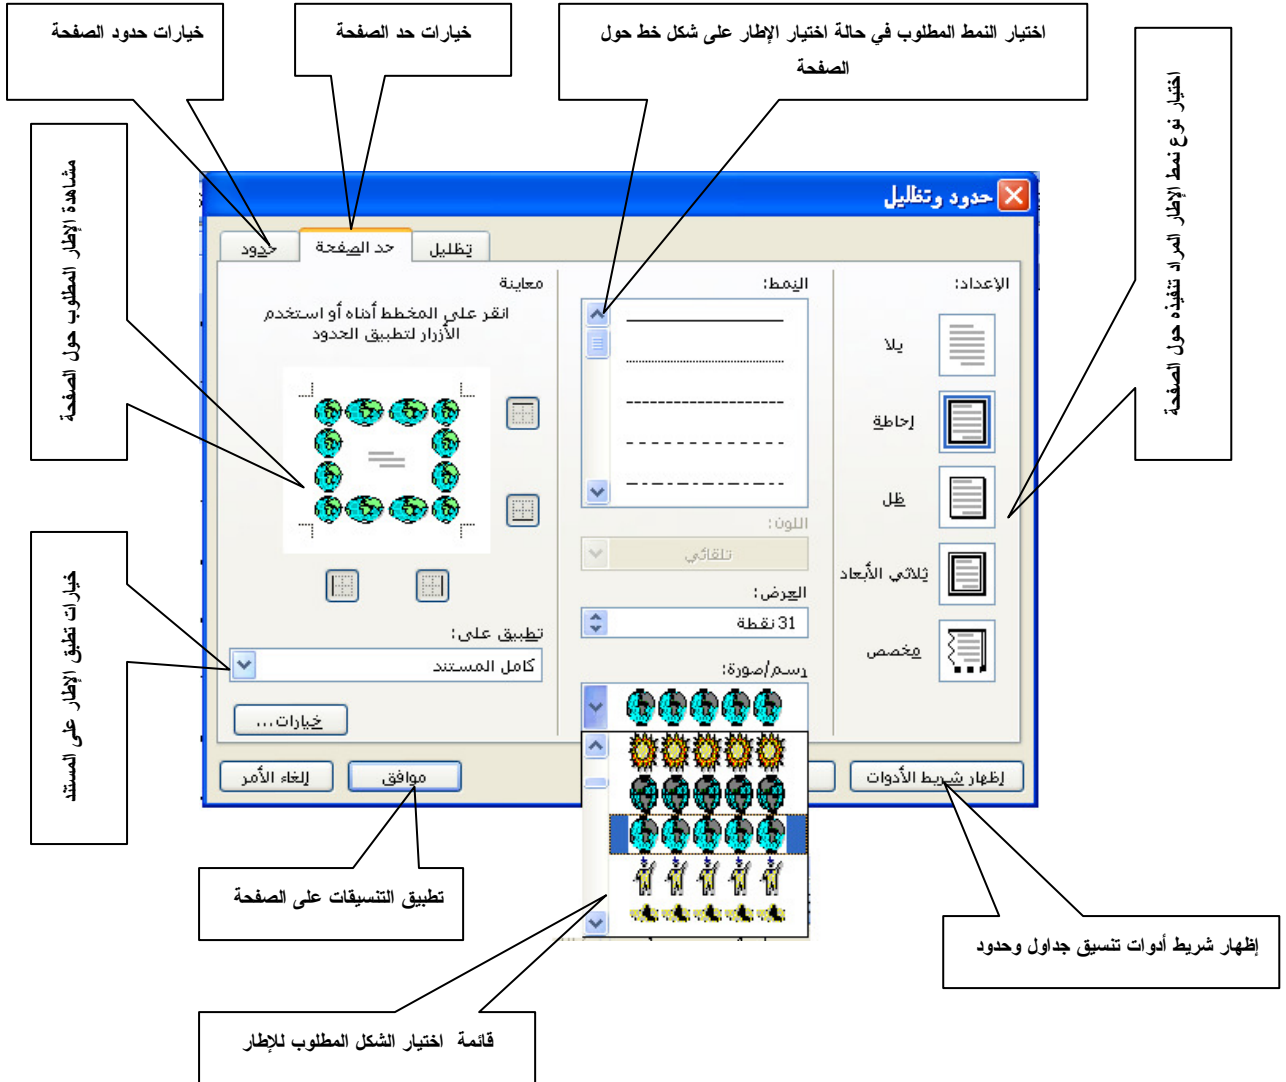 خيارات حدود الصفحة
خيارات حد الصفحة
اختيار النمط المطلوب في حالة اختيار الإطار على شكل خط حول
الصفحة
اختيار نوع نمط الإطار المراد تنفيذه حول الصفحة
مشاهدة الإطار المطلوب حول الصفحة
خيارات تطبق الإطار على المستند
حدود وتظليل
حدود
حد الصفحة
تظليل
الإعداد:
بلا
إحاطة
ظل
ثلاثي الأبعاد
مخصص
النمط:
اللون:
تلقائي
العرض:
31 نقطة
رسم/صورة:
معاينة
انقر على المخطط أدناه أو استخدم
الأزرار لتطبيق الحدود
تطبيق على:
كامل المستند
خيارات...
إظهار شريط الأدوات
موافق
إلغاء الأمر
تطبيق التنسيقات على الصفحة
إظهار شريط أدوات تنسيق جداول وحدود
قائمة اختيار الشكل المطلوب للإطار